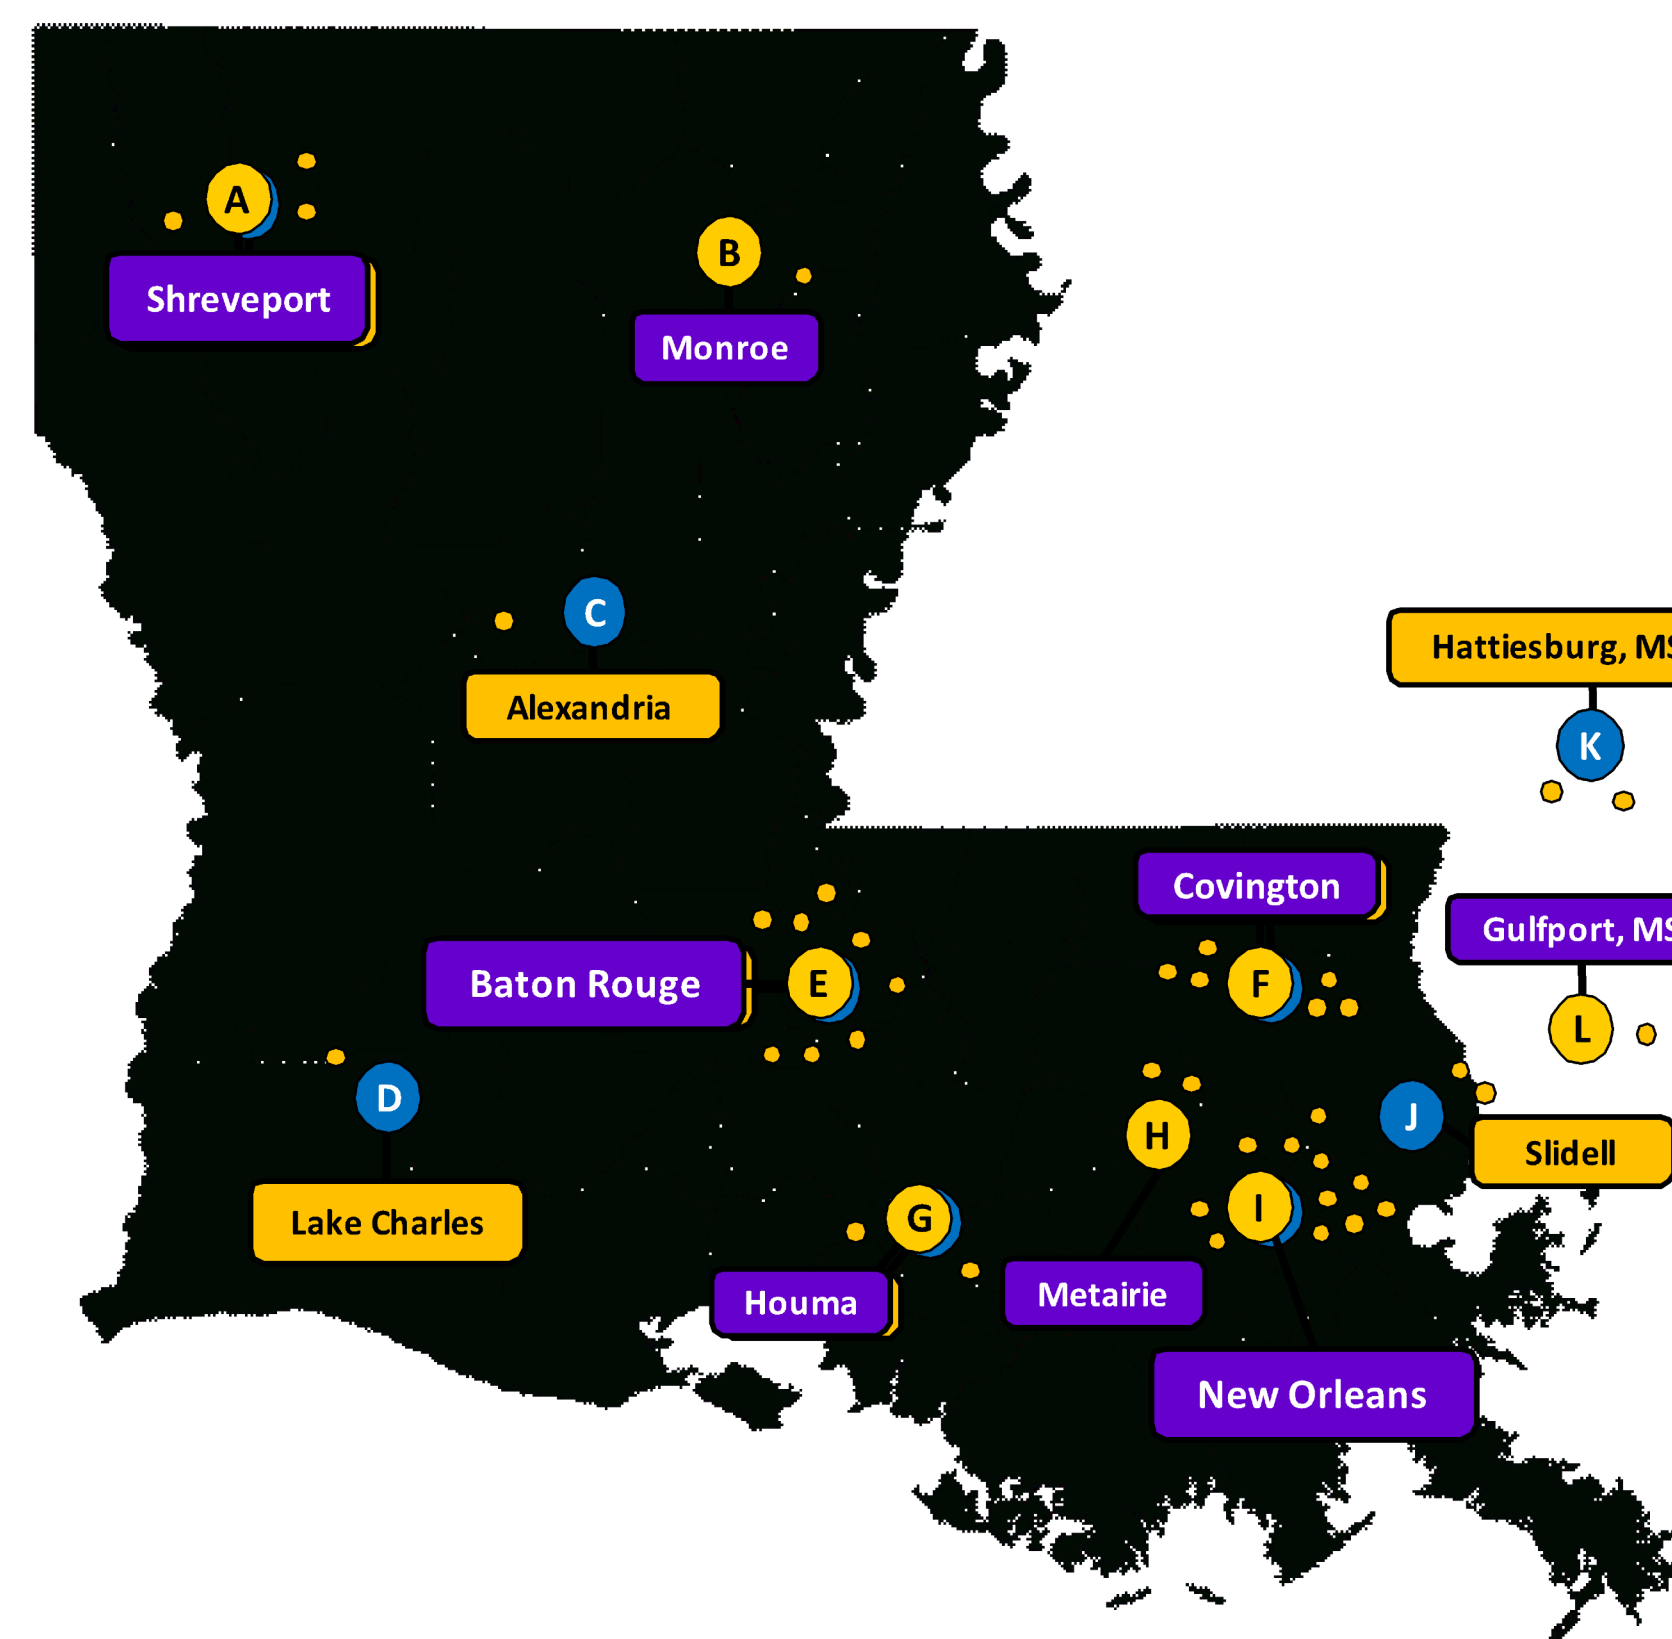 A
Shreveport
B
Monroe
C
Alexandria
Hattiesburg, MS
K
Covington
Gulfport, MS
Baton Rouge
E
F
L
D
H
J
Slidell
Lake Charles
G
I
Houma
Metairie
New Orleans